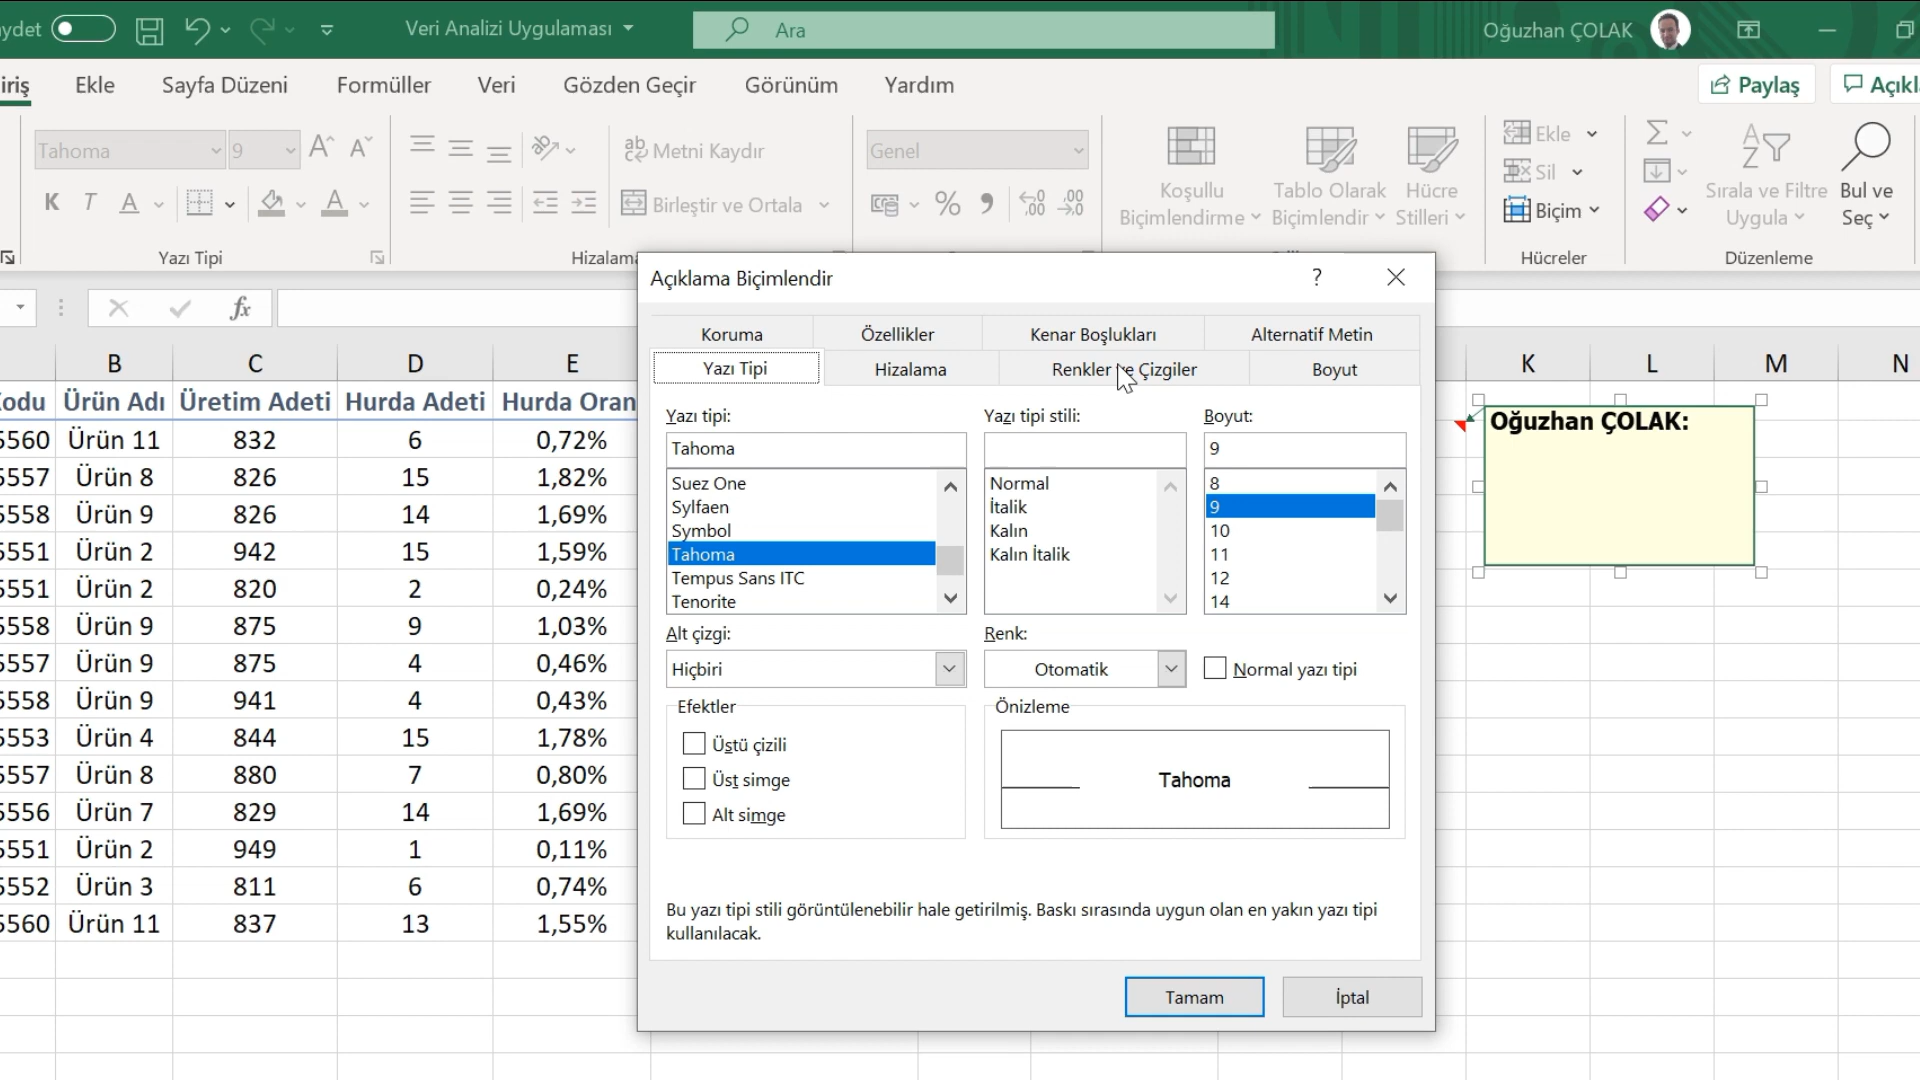 Veri Analizi Uygulaması
Ara
Oğuzhan ÇOLAK
Ekle
Sayfa Düzeni
Formüller
Veri
Gözden Geçir
Görünüm
Yardım
Paylaş
Tahoma
9
Metni Kaydır
Genel
K T A
Birleştir ve Ortala
% ,00
Koşullu
Biçimlendirme
Tablo Olarak
Biçimlendir
Hücre
Stilleri
Ekle
Sil
Biçim
Sırala ve Filtre
Uygula
Bul ve
Seç
Yazı Tipi
Hücreler
Düzenleme
fx
B C D E K L M N
Ürün Adı Üretim Adeti Hurda Adeti Hurda
5560 Ürün 11 832 6 0,72%
5557 Ürün 8 826 15 1,82%
5558 Ürün 9 826 14 1,69%
5551 Ürün 2 942 15 1,59%
5551 Ürün 2 820 2 0,24%
5558 Ürün 9 875 9 1,03%
5557 Ürün 9 875 4 0,46%
5558 Ürün 9 941 4 0,43%
5553 Ürün 4 844 15 1,78%
5557 Ürün 8 880 7 0,80%
5556 Ürün 7 829 14 1,69%
5551 Ürün 2 949 1 0,11%
5552 Ürün 3 811 6 0,74%
5560 Ürün 11 837 13 1,55%
Açıklama Biçimlendir
?
Koruma
Özellikler
Kenar Boşlukları
Alternatif Metin
Yazı Tipi
Hizalama
Renkler ve Çizgiler
Boyut
Yazı tipi:
Tahoma
Suez One
Sylfaen
Symbol
Tahoma
Tempus Sans ITC
Tenorite
Yazı tipi stili:
Normal
İtalik
Kalın
Kalın İtalik
Boyut:
9
8
9
10
11
12
14
Alt çizgi:
Hiçbiri
Renk:
Otomatik
Normal yazı tipi
Efektler
Üstü çizili
Üst simge
Alt simge
Önizleme
Tahoma
Bu yazı tipi stili görüntülenebilir hale getirilmiş. Baskı sırasında uygun olan en yakın yazı tipi
kullanılacak.
Tamam
İptal
Oğuzhan ÇOLAK: